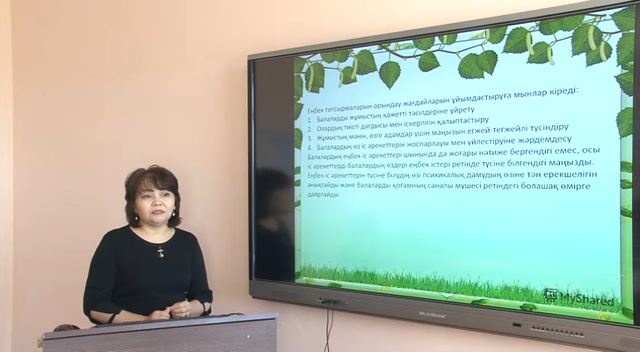 Еңбек тапсырмаларын орындау жағдайларын ұйымдастыруға мынлар кіреді:
1. Балаларды жұмыстың қажетті тәсілдеріне үйрету
2. Олардың тиісті дағдысы мен іскерлігін қалыптастыру
3. Жұмыстың мәнін, өзге адамдар үшін маңызын егжей-тегжейлі түсіндіру
4. Балалардың өз іс әрекеттерін жоспарлауы мен үйлестіруіне жәрдемдесу
Балалардың еңбек іс әрекеттері шынында да жоғары нәтиже бергендігі емес, осы
іс әрекеттерді балалардың өздері еңбек істері ретінде түсіне білгендігі маңызды.
Еңбек іс әрекеттерін түсіне білудің өзі психикалық дамудың өзіне тән ерекшелігін
анықтайды және балаларды қоғамның саналы мүшесі ретіндегі болашақ өмірге
даярлайды.
MyShared